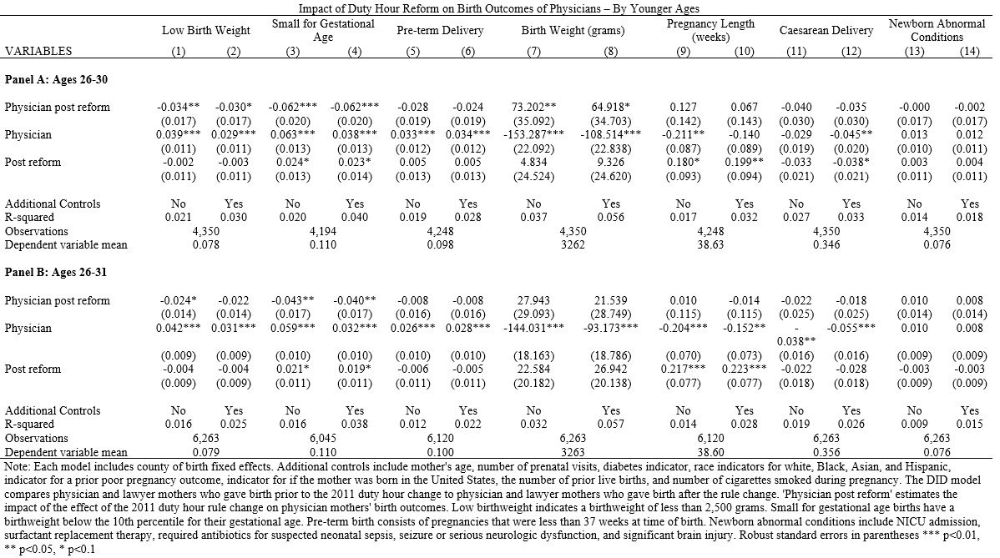 Impact of Duty Hour Reform on Birth Outcomes of Physicians – By Younger Ages
Low Birth Weight Small for Gestational Age Pre-term Delivery Birth Weight (grams) Pregnancy Length (weeks) Caesarean Delivery Newborn Abnormal Conditions
VARIABLES (1) (2) (3) (4) (5) (6) (7) (8) (9) (10) (11) (12) (13) (14)
Panel A: Ages 26-30
Physician post reform -0.034** -0.030* -0.062*** -0.062*** -0.028 -0.024 73.202** 64.918* 0.127 0.067 -0.040 -0.035 -0.000 -0.002
(0.017) (0.017) (0.020) (0.020) (0.019) (0.019) (35.092) (34.703) (0.142) (0.143) (0.030) (0.030) (0.017) (0.017)
Physician 0.039*** 0.029*** 0.063*** 0.038*** 0.033*** 0.034*** -153.287*** -108.514*** -0.211** -0.140 -0.029 -0.045** 0.013 0.012
(0.011) (0.011) (0.013) (0.013) (0.012) (0.012) (22.092) (22.838) (0.087) (0.089) (0.019) (0.020) (0.010) (0.011)
Post reform -0.002 -0.003 0.024* 0.023* 0.005 0.005 4.834 9.326 0.180* 0.199** -0.033 -0.038* 0.003 0.004
(0.011) (0.011) (0.013) (0.014) (0.013) (0.013) (24.524) (24.620) (0.093) (0.094) (0.021) (0.021) (0.011) (0.011)
Additional Controls No Yes No Yes No Yes No Yes No Yes No Yes No Yes
R-squared 0.021 0.030 0.020 0.040 0.019 0.028 0.037 0.056 0.017 0.032 0.027 0.033 0.014 0.018
Observations 4,350 4,194 4,248 4,350 4,248 4,350 4,350
Dependent variable mean 0.078 0.110 0.098 3262 38.63 0.346 0.076
Panel B: Ages 26-31
Physician post reform -0.024* -0.022 -0.043** -0.040** -0.008 -0.008 27.943 21.539 0.010 -0.014 -0.022 -0.018 0.010 0.008
(0.014) (0.014) (0.017) (0.017) (0.016) (0.016) (29.093) (28.749) (0.115) (0.115) (0.025) (0.025) (0.014) (0.014)
Physician 0.042*** 0.031*** 0.059*** 0.032*** 0.026*** 0.028*** -144.031*** -93.173*** -0.204*** -0.152** - -0.055*** 0.010 0.008
0.038**
(0.009) (0.009) (0.010) (0.010) (0.010) (0.010) (18.163) (18.786) (0.070) (0.073) (0.016) (0.016) (0.009) (0.009)
Post reform -0.004 -0.004 0.021* 0.019* -0.006 -0.005 22.584 26.942 0.217*** 0.223*** -0.022 -0.028 -0.003 -0.003
(0.009) (0.009) (0.011) (0.011) (0.011) (0.011) (20.182) (20.138) (0.077) (0.077) (0.018) (0.018) (0.009) (0.009)
Additional Controls No Yes No Yes No Yes No Yes No Yes No Yes No Yes
R-squared 0.016 0.025 0.016 0.038 0.012 0.022 0.032 0.057 0.014 0.028 0.019 0.026 0.009 0.015
Observations 6,263 6,045 6,120 6,263 6,120 6,263 6,263
Dependent variable mean 0.079 0.110 0.100 3263 38.60 0.356 0.076
Note: Each model includes county of birth fixed effects. Additional controls include mother's age, number of prenatal visits, diabetes indicator, race indicators for white, Black, Asian, and Hispanic,
indicator for a prior poor pregnancy outcome, indicator for if the mother was born in the United States, the number of prior live births, and number of cigarettes smoked during pregnancy. The DID model
compares physician and lawyer mothers who gave birth prior to the 2011 duty hour change to physician and lawyer mothers who gave birth after the rule change. 'Physician post reform' estimates the
impact of the effect of the 2011 duty hour rule change on physician mothers' birth outcomes. Low birthweight indicates a birthweight of less than 2,500 grams. Small for gestational age births have a
birthweight below the 10th percentile for their gestational age. Pre-term birth consists of pregnancies that were less than 37 weeks at time of birth. Newborn abnormal conditions include NICU admission,
surfactant replacement therapy, required antibiotics for suspected neonatal sepsis, seizure or serious neurologic dysfunction, and significant brain injury. Robust standard errors in parentheses *** p<0.01,
** p<0.05, * p<0.1